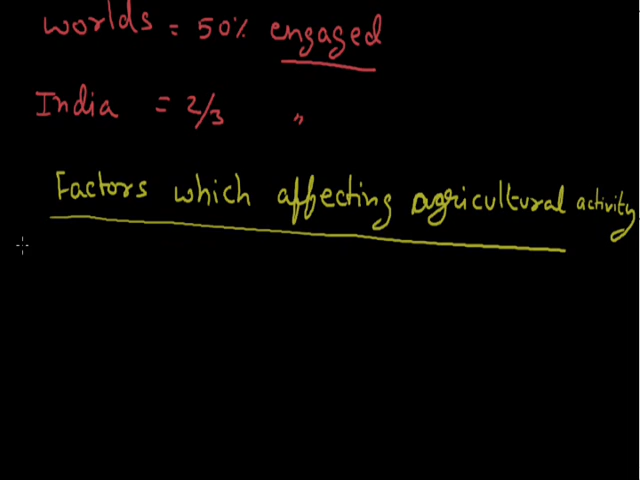 worlds = 50% engaged
India = 2/3 "
Factors which affecting agricultural activity